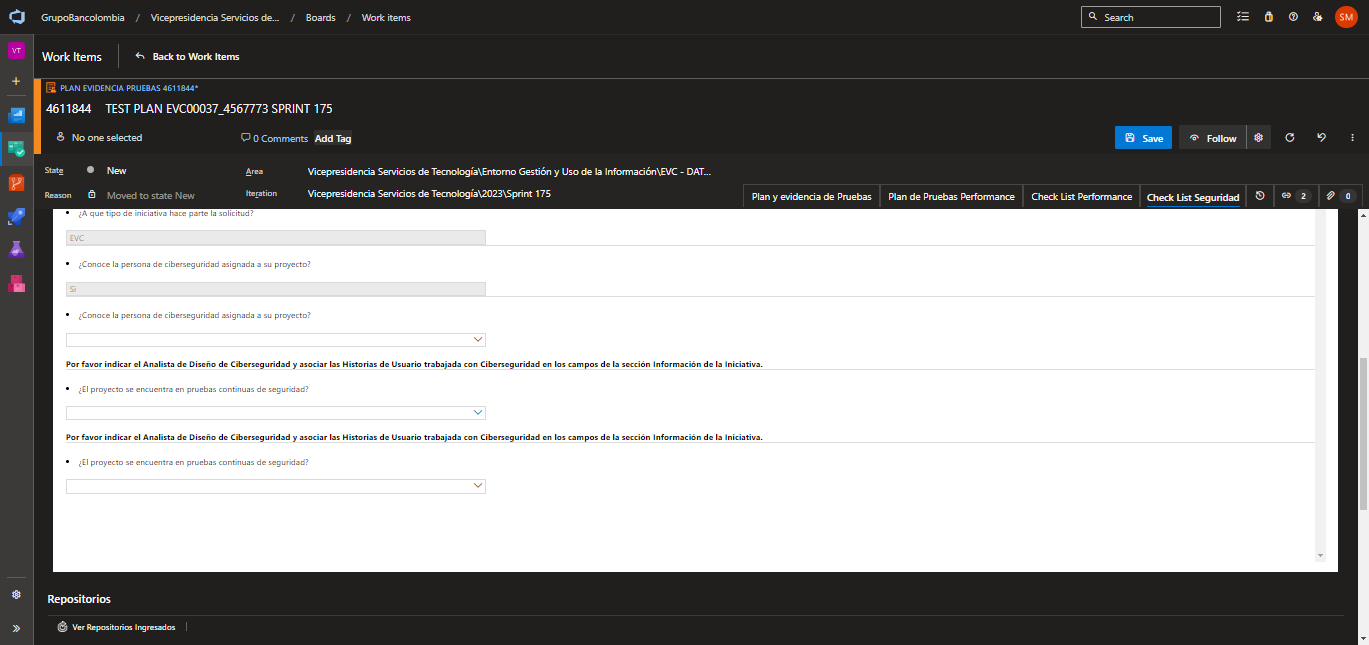 GrupoBancolombia / Vicepresidencia Servicios de... / Boards / Work items
Search
SM
VT
Work Items
Back to Work Items
PLAN EVIDENCIA PRUEBAS 4611844*
4611844 TEST PLAN EVC00037_4567773 SPRINT 175
No one selected
0 Comments
Add Tag
Save
Follow
State
New
Area
Vicepresidencia Servicios de Tecnología\Entorno Gestión y Uso de la Información\EVC - DAT...
Reason
Moved to state New
Iteration
Vicepresidencia Servicios de Tecnología\2023\Sprint 175
Plan y evidencia de Pruebas
Plan de Pruebas Performance
Check List Performance
Check List Seguridad
2
0
• ¿A que tipo de iniciativa hace parte la solicitud?
EVC
• ¿Conoce la persona de ciberseguridad asignada a su proyecto?
Si
• ¿Conoce la persona de ciberseguridad asignada a su proyecto?
Por favor indicar el Analista de Diseño de Ciberseguridad y asociar las Historias de Usuario trabajada con Ciberseguridad en los campos de la sección Información de la Iniciativa.
• ¿El proyecto se encuentra en pruebas continuas de seguridad?
Por favor indicar el Analista de Diseño de Ciberseguridad y asociar las Historias de Usuario trabajada con Ciberseguridad en los campos de la sección Información de la Iniciativa.
• ¿El proyecto se encuentra en pruebas continuas de seguridad?
Repositorios
Ver Repositorios Ingresados